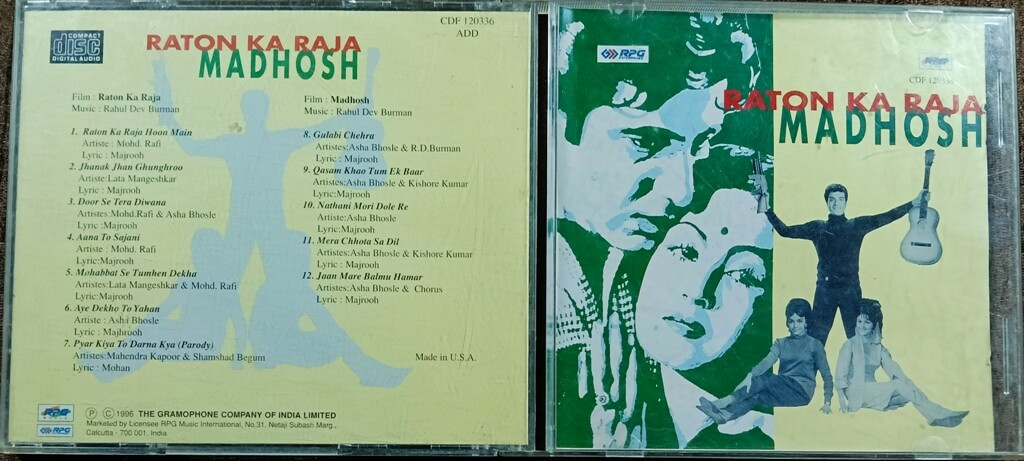 COMPACT
disc
DIGITAL AUDIO
CDF 120336
ADD
RATON KA RAJA
MADHOSH
Film : Raton Ka Raja
Music : Rahul Dev Burman
1. Raton Ka Raja Hoon Main
Artiste : Mohd. Rafi
Lyric : Majrooh
2. Jhanak Jhan Ghunghroo
Artiste:Lata Mangeshkar
Lyric : Majrooh
3. Door Se Tera Diwana
Artistes:Mohd.Rafi & Asha Bhosle
Lyric : Majrooh
4. Aana To Sajani
Artiste : Mohd. Rafi
Lyric:Majrooh
5. Mohabbat Se Tumhen Dekha
Artistes:Lata Mangeshkar & Mohd. Rafi
Lyric:Majrooh
6. Aye Dekho To Yahan
Artiste : Asha Bhosle
Lyric : Majhrooh
7. Pyar Kiya To Darna Kya (Parody)
Artistes:Mahendra Kapoor & Shamshad Begum
Lyric : Mohan
Film : Madhosh
Music : Rahul Dev Burman
8. Gulabi Chehra
Artistes:Asha Bhosle & R.D.Burman
Lyric : Majrooh
9. Qasam Khao Tum Ek Baar
Artistes:Asha Bhosle & Kishore Kumar
Lyric:Majrooh
10. Nathani Mori Dole Re
Artistes:Asha Bhosle
Lyric:Majrooh
11. Mera Chhota Sa Dil
Artistes:Asha Bhosle & Kishore Kumar
Lyric : Majrooh
12. Jaan Mare Balmu Hamar
Artistes:Asha Bhosle & Chorus
Lyric : Majrooh
Made in U.S.A.
RPG
RPG
P C 1996 THE GRAMOPHONE COMPANY OF INDIA LIMITED
Marketed by Licensee RPG Music International, No.31, Netaji Subash Marg.,
Calcutta - 700 001. India.
RPG
RPG
CDF 120336
RATON KA RAJA
MADHOSH